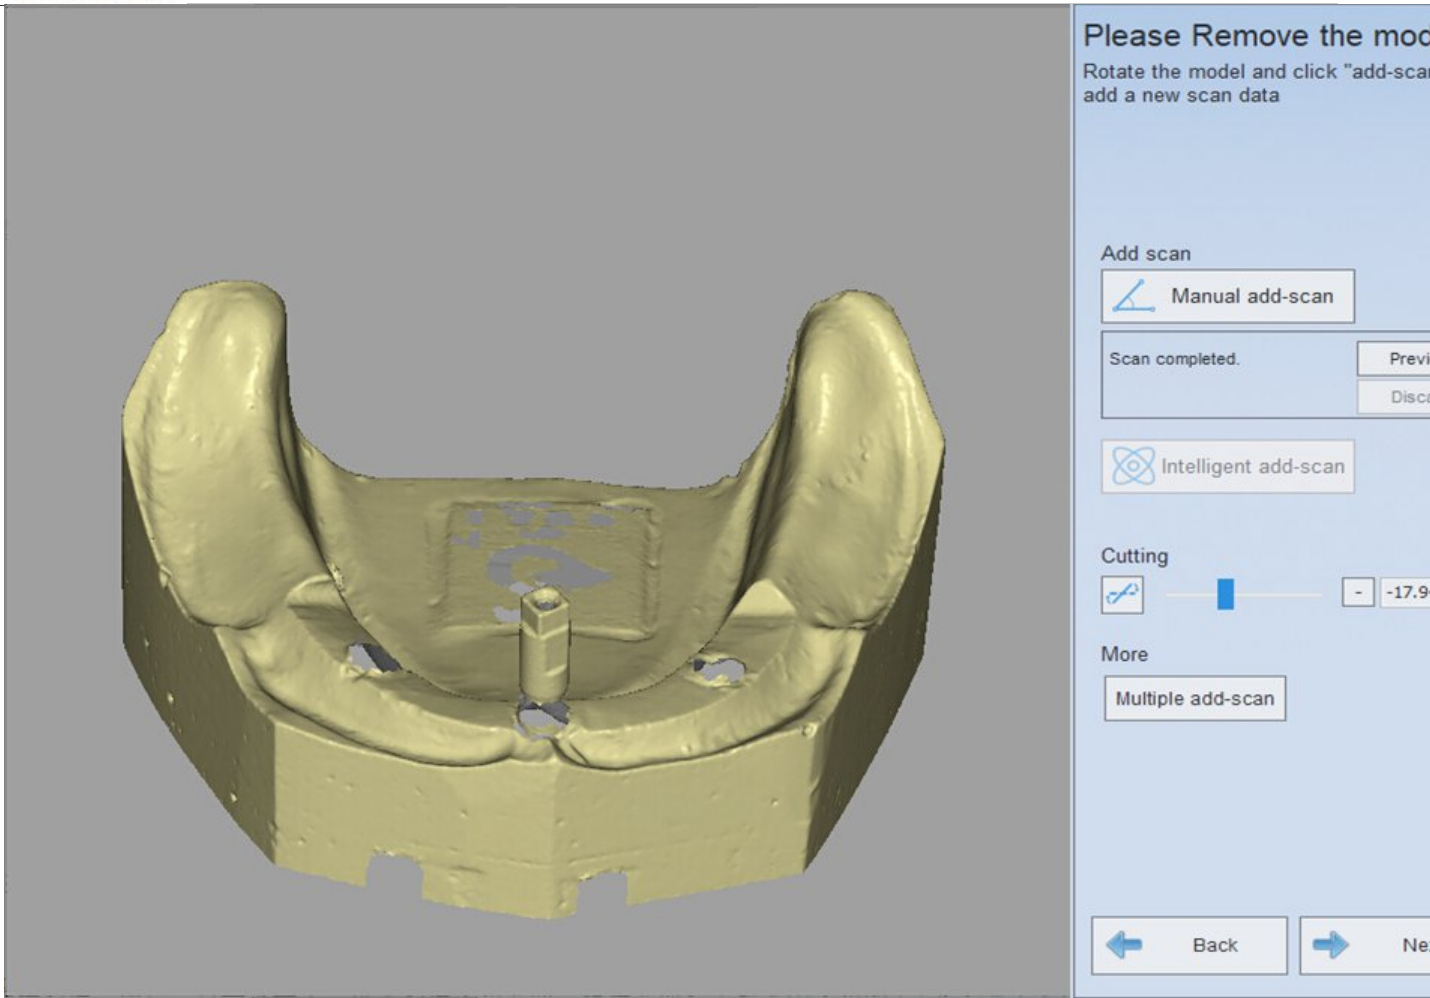 Please Remove the mod
Rotate the model and click "add-scan
add a new scan data
Add scan
Manual add-scan
Scan completed.
Previ
Disca
Intelligent add-scan
Cutting
- -17.9
More
Multiple add-scan
Back
Ne